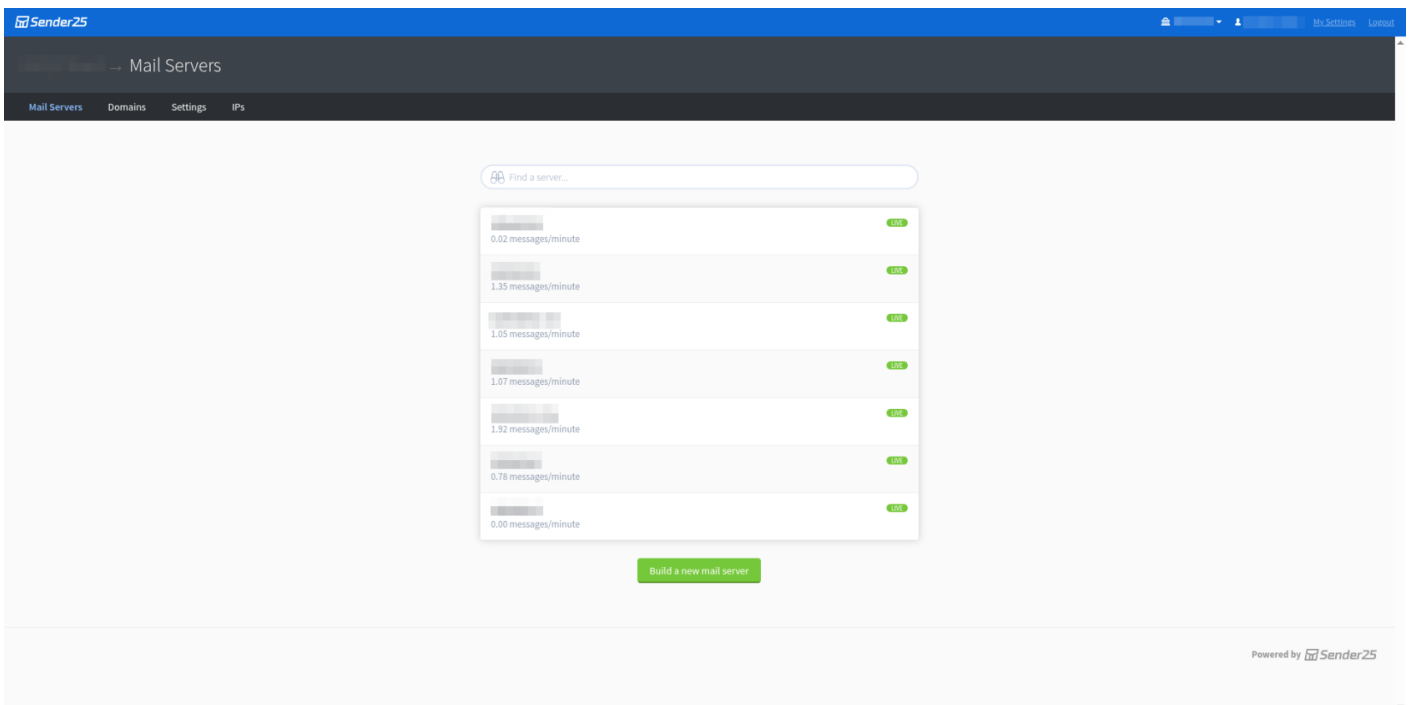 Sender25
My Settings Logout
→ Mail Servers
Mail Servers Domains Settings IPs
Find a server...
LIVE
0.02 messages/minute
LIVE
1.35 messages/minute
LIVE
1.05 messages/minute
LIVE
1.07 messages/minute
LIVE
1.92 messages/minute
LIVE
0.78 messages/minute
LIVE
0.00 messages/minute
Build a new mail server
Powered by Sender25